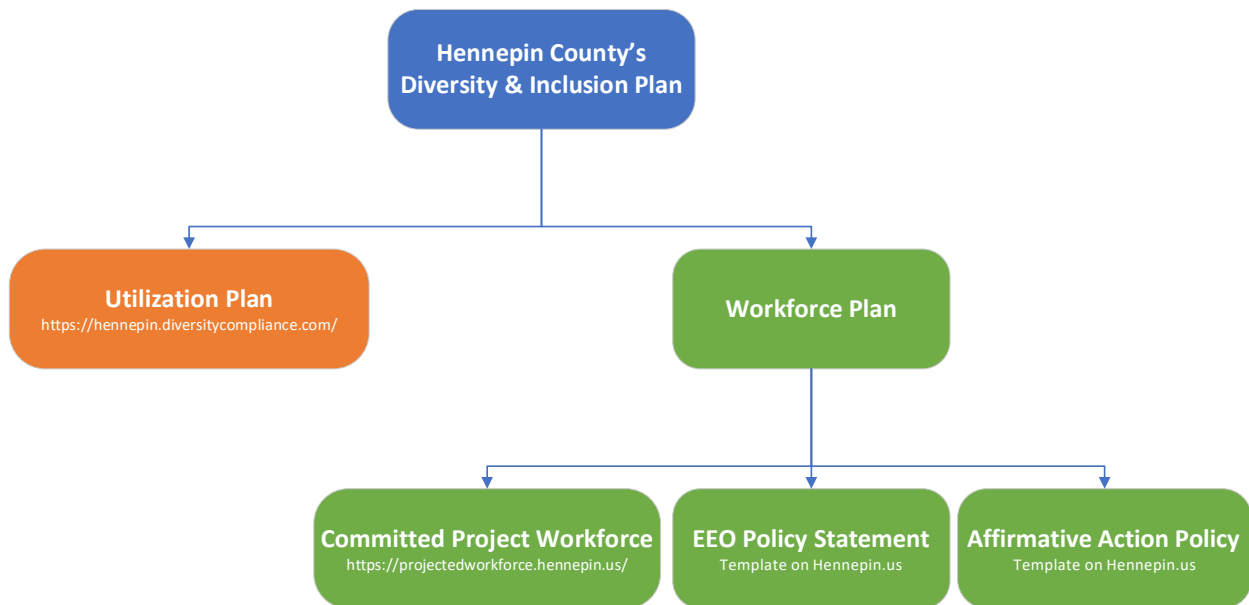 Hennepin County’s
Diversity & Inclusion Plan
Utilization Plan
https://hennepin.diversitycompliance.com/
Workforce Plan
Committed Project Workforce
https://projectedworkforce.hennepin.us/
EEO Policy Statement
Template on Hennepin.us
Affirmative Action Policy
Template on Hennepin.us